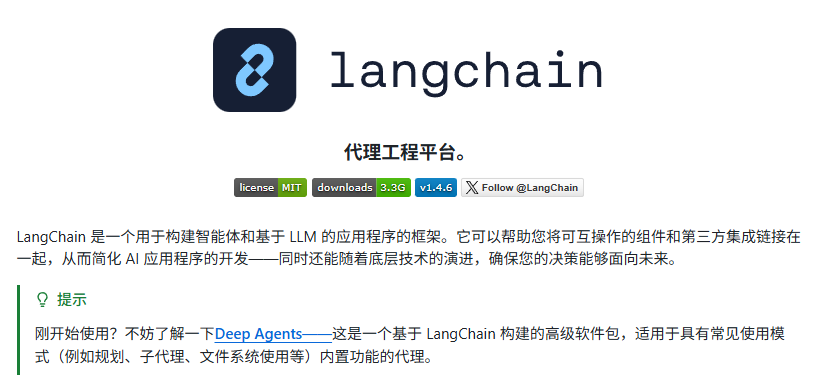 langchain
代理工程平台。
license MIT downloads 3.3G v1.4.6 Follow @LangChain
LangChain 是一个用于构建智能体和基于 LLM 的应用程序的框架。它可以帮助您将可互操作的组件和第三方集成链接在
一起，从而简化 AI 应用程序的开发——同时还能随着底层技术的演进，确保您的决策能够面向未来。
提示
刚开始使用？不妨了解一下Deep Agents——这是一个基于 LangChain 构建的高级软件包，适用于具有常见使用模
式（例如规划、子代理、文件系统使用等）内置功能的代理。